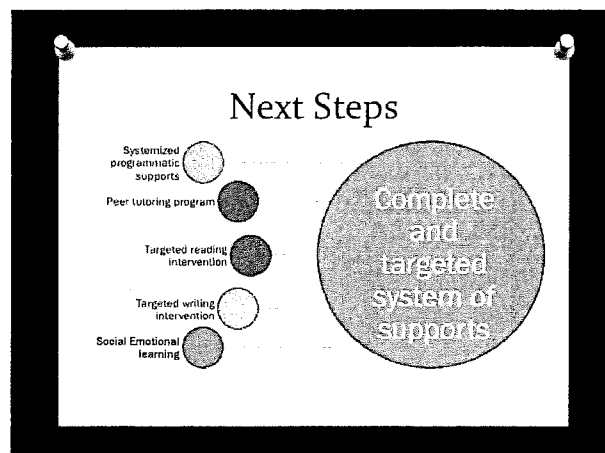 Next Steps
Systemized
programmatic
supports
Peer tutoring program
Targeted reading
intervention
Targeted writing
intervention
Social Emotional
learning
Complete
and
targeted
system of
supports